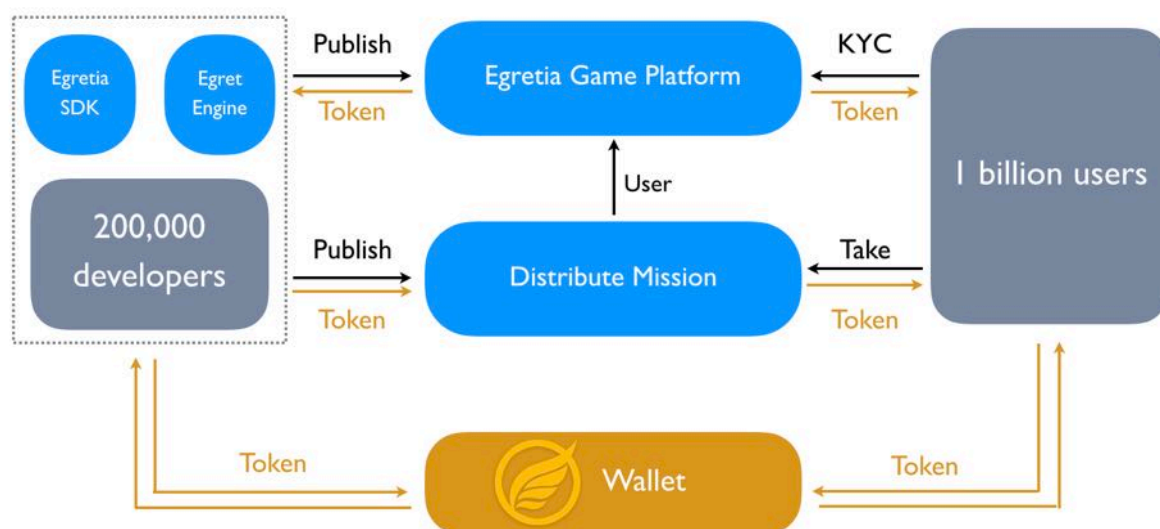 Egretia
SDK
Egret
Engine
200,000
developers
Publish
Token
Egretia Game Platform
KYC
Token
User
1 billion users
Publish
Token
Distribute Mission
Take
Token
Token
Wallet
Token